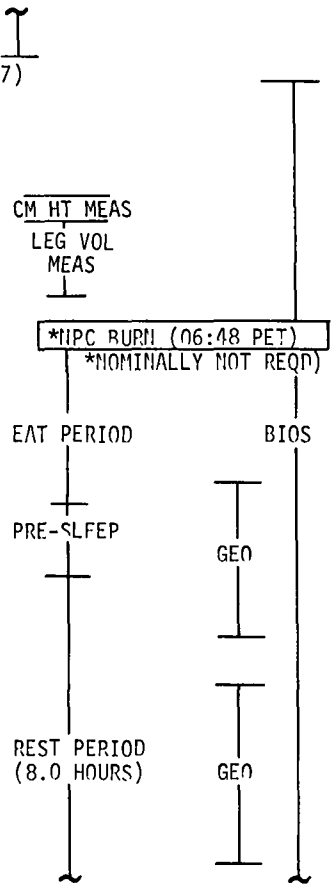 7)
CM HT MEAS
LEG VOL
MEAS
*NPC BURN (06:48 PET)
*NOMINALLY NOT REQD)
EAT PERIOD
BIOS
PRE-SLEEP
GEO
REST PERIOD
(8.0 HOURS)
GEO